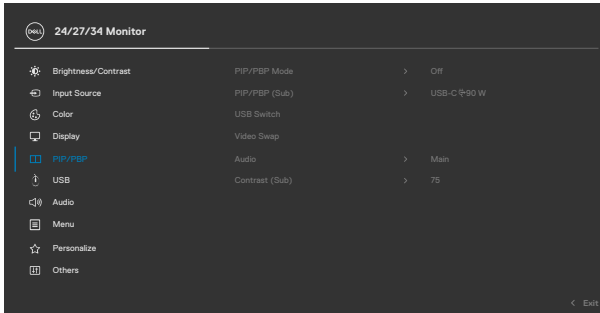 DELL 24/27/34 Monitor
Brightness/Contrast PIP/PBP Mode > Off
Input Source PIP/PBP (Sub) > USB-C 90 W
Color USB Switch
Display Video Swap
PIP/PBP Audio > Main
USB Contrast (Sub) > 75
Audio
Menu
Personalize
Others
< Exit